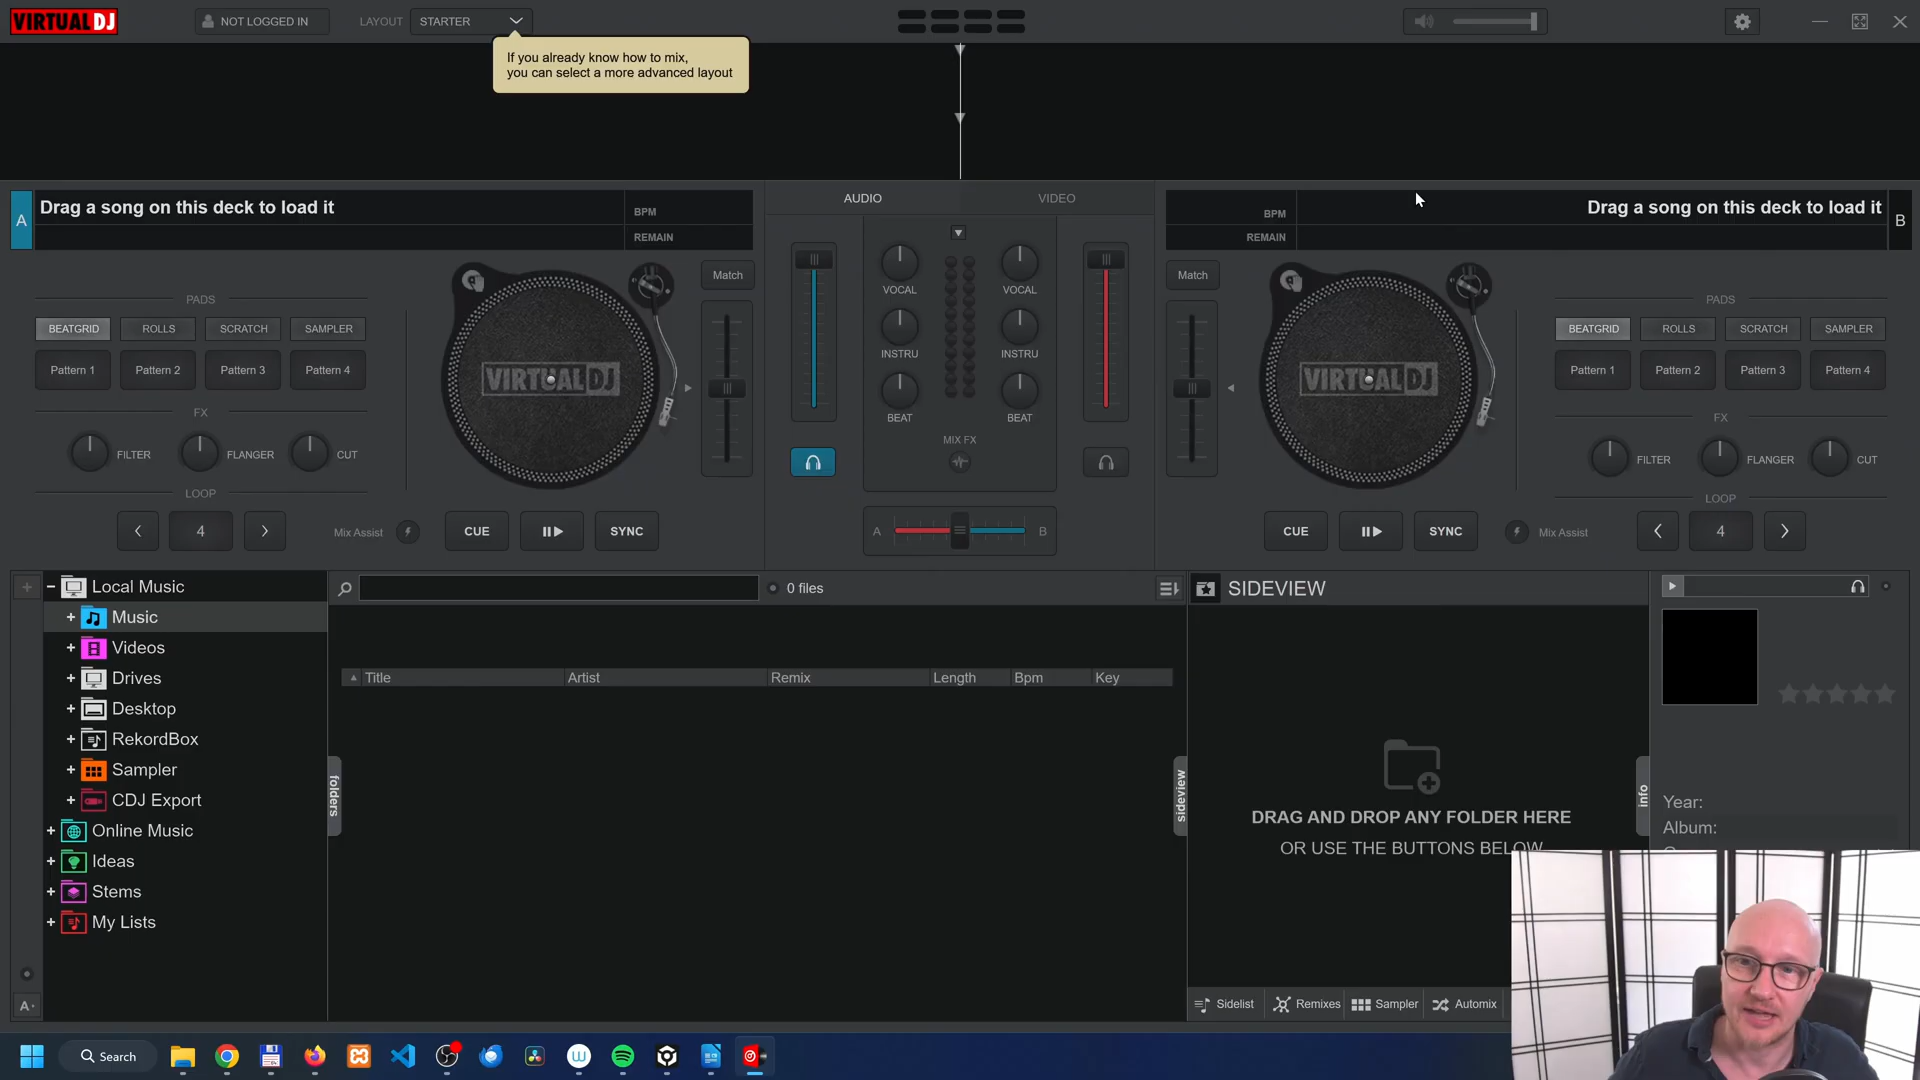 VIRTUAL DJ
NOT LOGGED IN
LAYOUT
STARTER
If you already know how to mix,
you can select a more advanced layout
A
Drag a song on this deck to load it
BPM
REMAIN
AUDIO
VIDEO
BPM
REMAIN
Drag a song on this deck to load it
B
PADS
BEATGRID
ROLLS
SCRATCH
SAMPLER
Pattern 1
Pattern 2
Pattern 3
Pattern 4
FX
FILTER
FLANGER
CUT
LOOP
4
Mix Assist
VIRTUAL DJ
Match
CUE
SYNC
VOCAL
VOCAL
INSTRU
INSTRU
BEAT
BEAT
MIX FX
A
B
Match
VIRTUAL DJ
CUE
SYNC
PADS
BEATGRID
ROLLS
SCRATCH
SAMPLER
Pattern 1
Pattern 2
Pattern 3
Pattern 4
FX
FILTER
FLANGER
CUT
LOOP
Mix Assist
4
Local Music
Music
Videos
Drives
Desktop
RekordBox
Sampler
CDJ Export
Online Music
Ideas
Stems
My Lists
A
folders
0 files
Title
Artist
Remix
Length
Bpm
Key
sideview
SIDEVIEW
DRAG AND DROP ANY FOLDER HERE
OR USE THE BUTTONS BELOW
Sidelist
Remixes
Sampler
Automix
info
Year:
Album:
Search